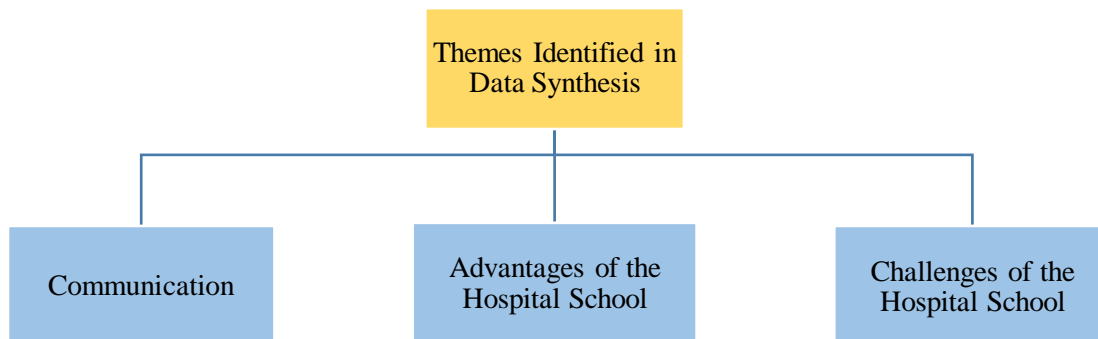 Themes Identified in
Data Synthesis
Communication
Advantages of the
Hospital School
Challenges of the
Hospital School